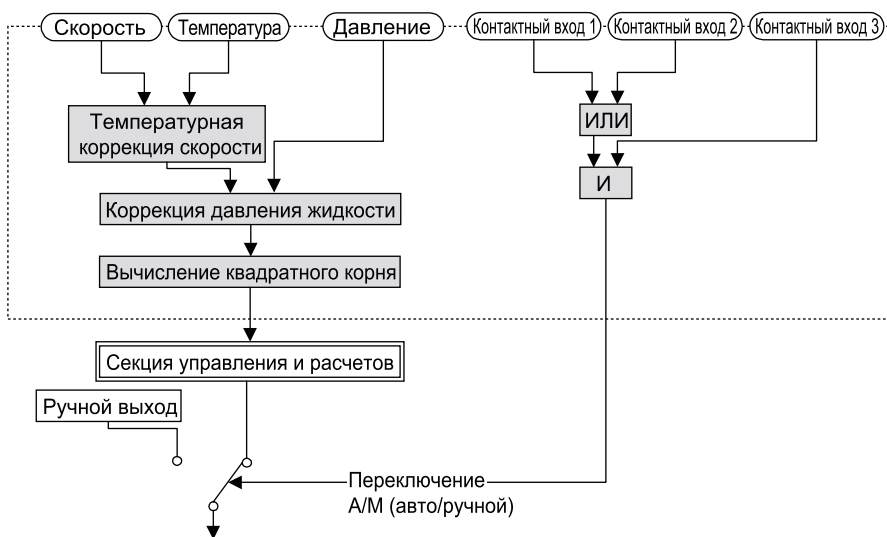 Скорость
Температура
Давление
Контактный вход 1
Контактный вход 2
Контактный вход 3
Температурная
коррекция скорости
ИЛИ
И
Коррекция давления жидкости
Вычисление квадратного корня
Секция управления и расчетов
Ручной выход
Переключение
А/М (авто/ручной)